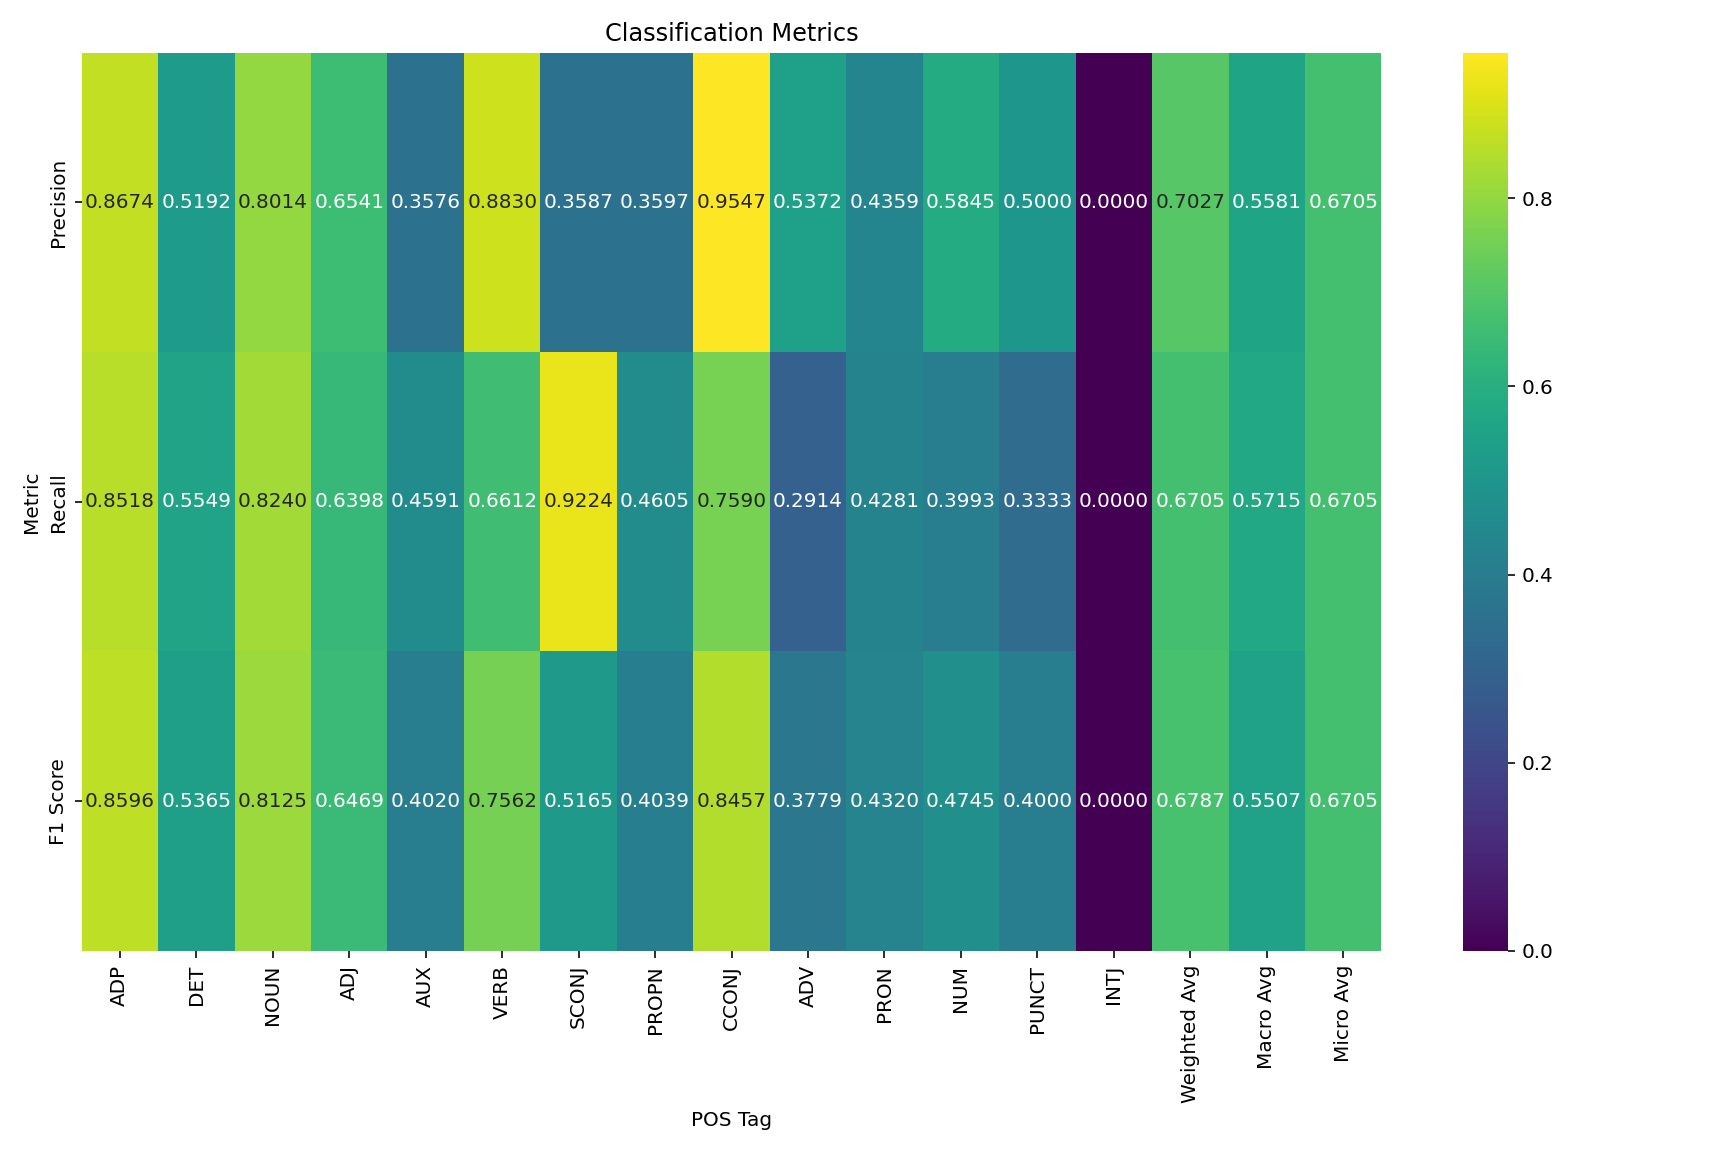 Classification Metrics
Metric
Precision
0.8674 0.5192 0.8014 0.6541 0.3576 0.8830 0.3587 0.3597 0.9547 0.5372 0.4359 0.5845 0.5000 0.0000 0.7027 0.5581 0.6705
Recall
0.8518 0.5549 0.8240 0.6398 0.4591 0.6612 0.9224 0.4605 0.7590 0.2914 0.4281 0.3993 0.3333 0.0000 0.6705 0.5715 0.6705
F1 Score
0.8596 0.5365 0.8125 0.6469 0.4020 0.7562 0.5165 0.4039 0.8457 0.3779 0.4320 0.4745 0.4000 0.0000 0.6787 0.5507 0.6705
ADP
DET
NOUN
ADJ
AUX
VERB
SCONJ
PROPN
CCONJ
ADV
PRON
NUM
PUNCT
INTJ
Weighted Avg
Macro Avg
Micro Avg
POS Tag
0.8
0.6
0.4
0.2
0.0